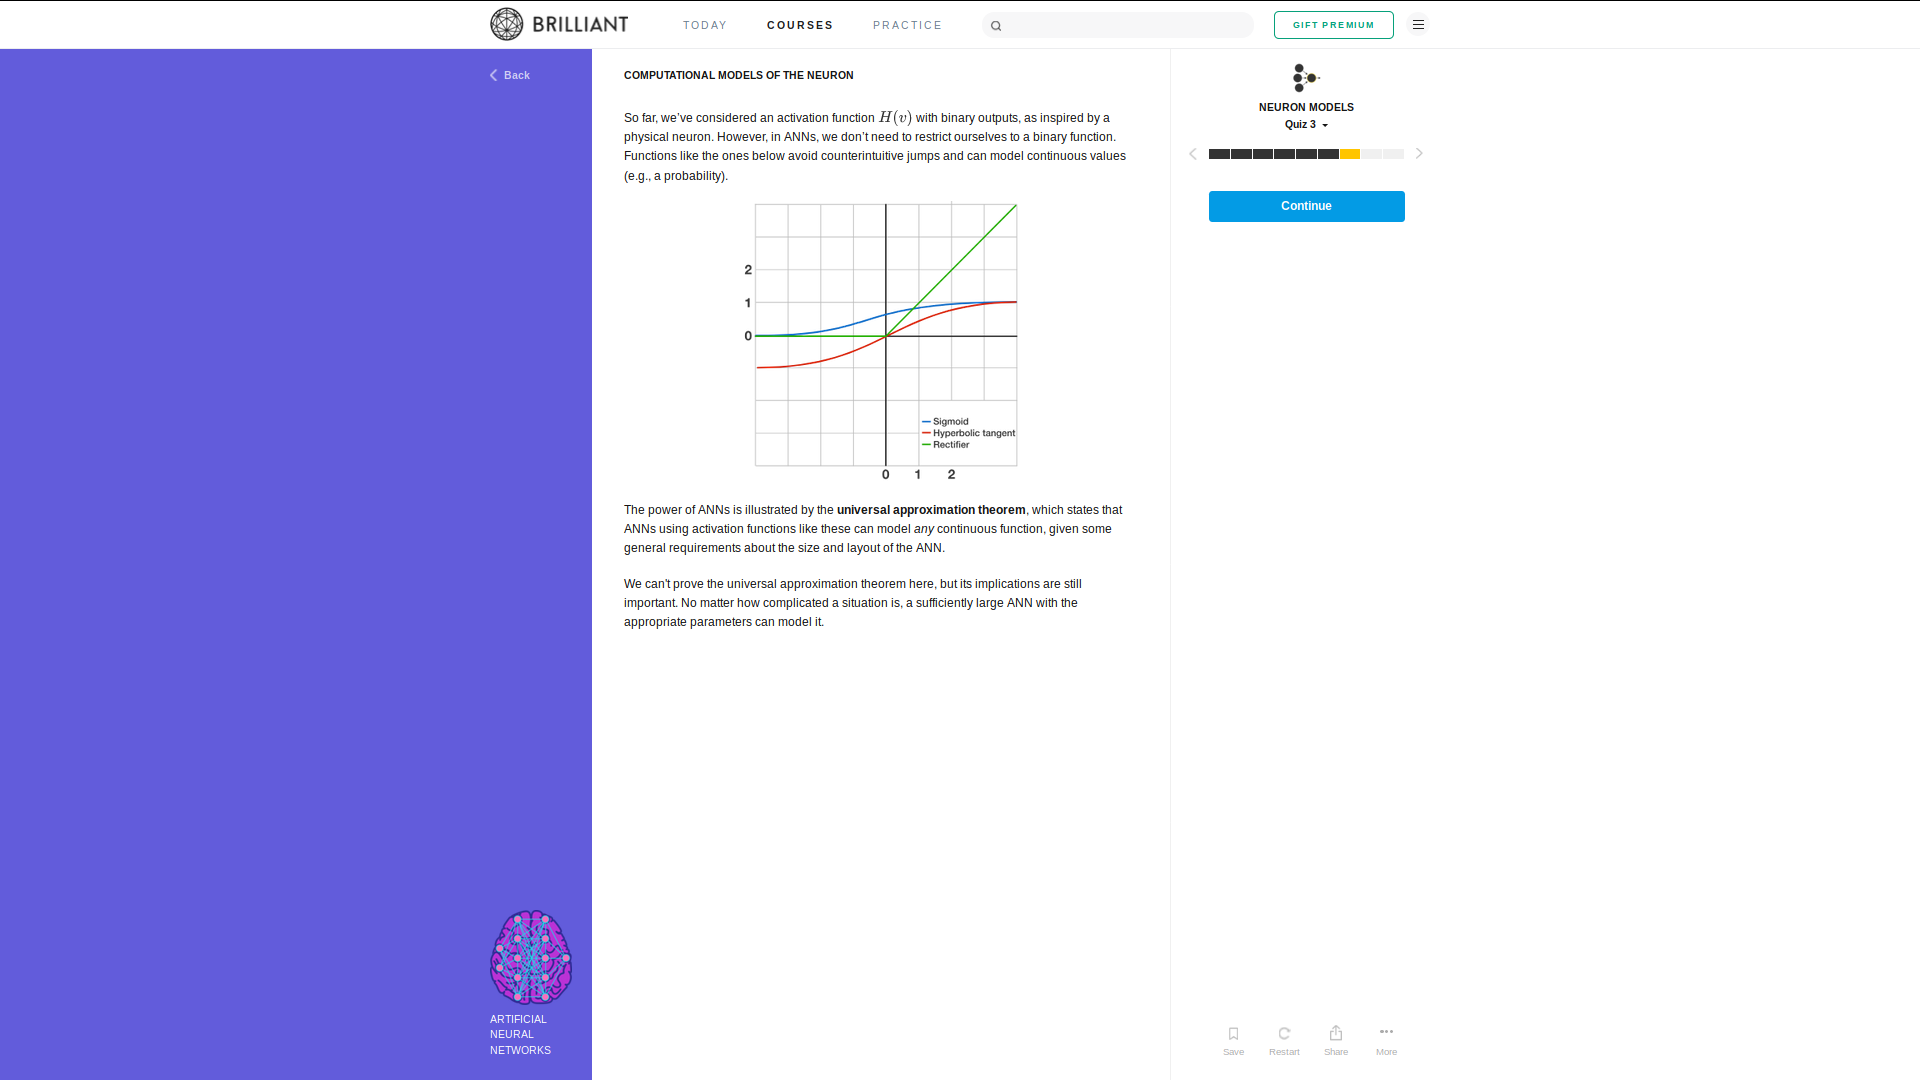 BRILLIANT
TODAY
COURSES
PRACTICE
GIFT PREMIUM
Back
COMPUTATIONAL MODELS OF THE NEURON
So far, we’ve considered an activation function H(v) with binary outputs, as inspired by a
physical neuron. However, in ANNs, we don’t need to restrict ourselves to a binary function.
Functions like the ones below avoid counterintuitive jumps and can model continuous values
(e.g., a probability).
2
1
0
Sigmoid
Hyperbolic tangent
Rectifier
0 1 2
The power of ANNs is illustrated by the universal approximation theorem, which states that
ANNs using activation functions like these can model any continuous function, given some
general requirements about the size and layout of the ANN.
We can't prove the universal approximation theorem here, but its implications are still
important. No matter how complicated a situation is, a sufficiently large ANN with the
appropriate parameters can model it.
NEURON MODELS
Quiz 3
Continue
ARTIFICIAL
NEURAL
NETWORKS
Save
Restart
Share
More